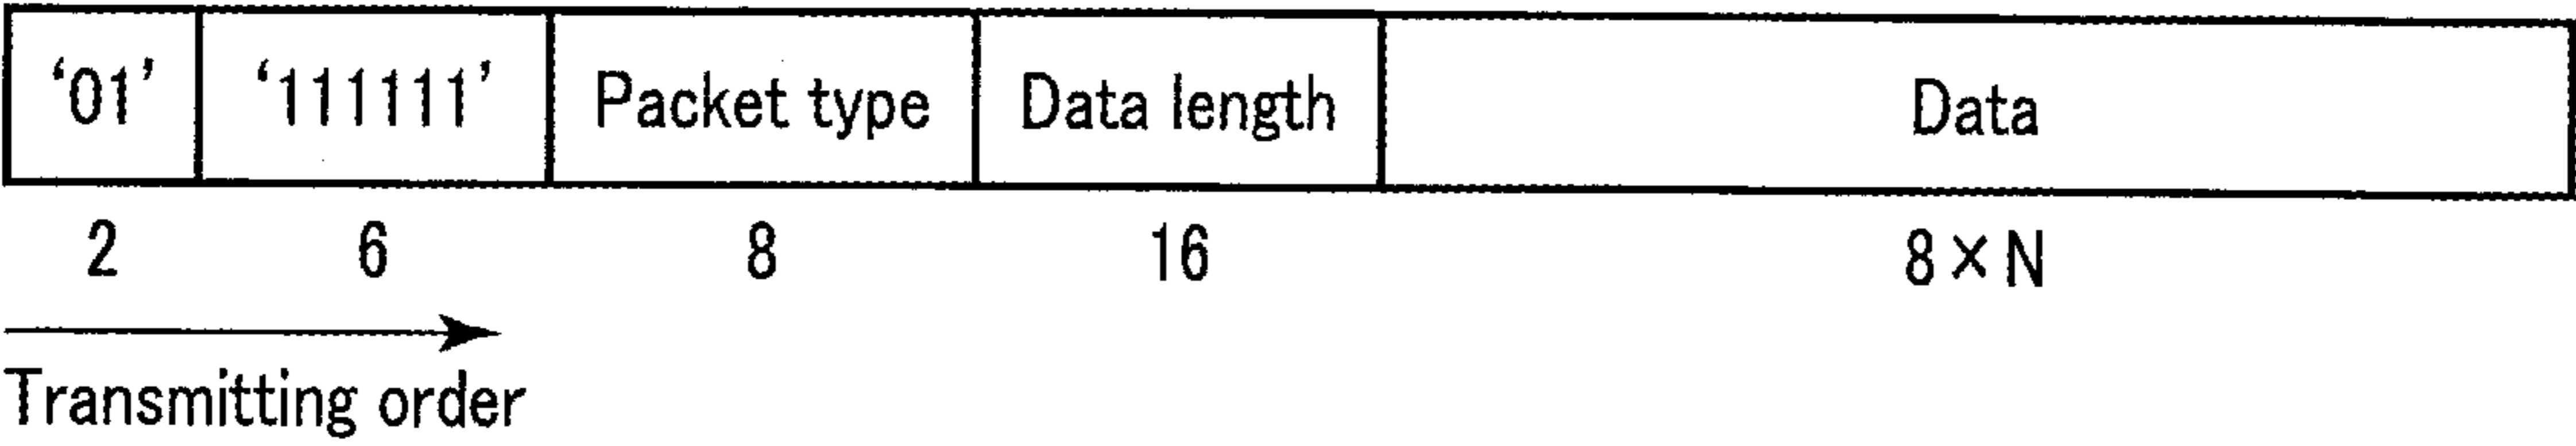 ‘01’ ‘111111’ Packet type Data length Data
2 6 8 16 8×N
Transmitting order